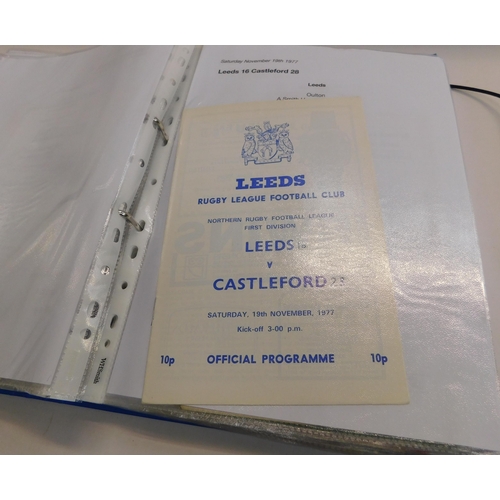 Saturday November 19th 1977
Leeds 16 Castleford 28
Leeds
LEEDS
RUGBY LEAGUE FOOTBALL CLUB
NORTHERN RUGBY FOOTBALL LEAGUE
FIRST DIVISION
LEEDS 16
V
CASTLEFORD 28
SATURDAY, 19th NOVEMBER, 1977
Kick-off 3-00 p.m.
10p OFFICIAL PROGRAMME 10p